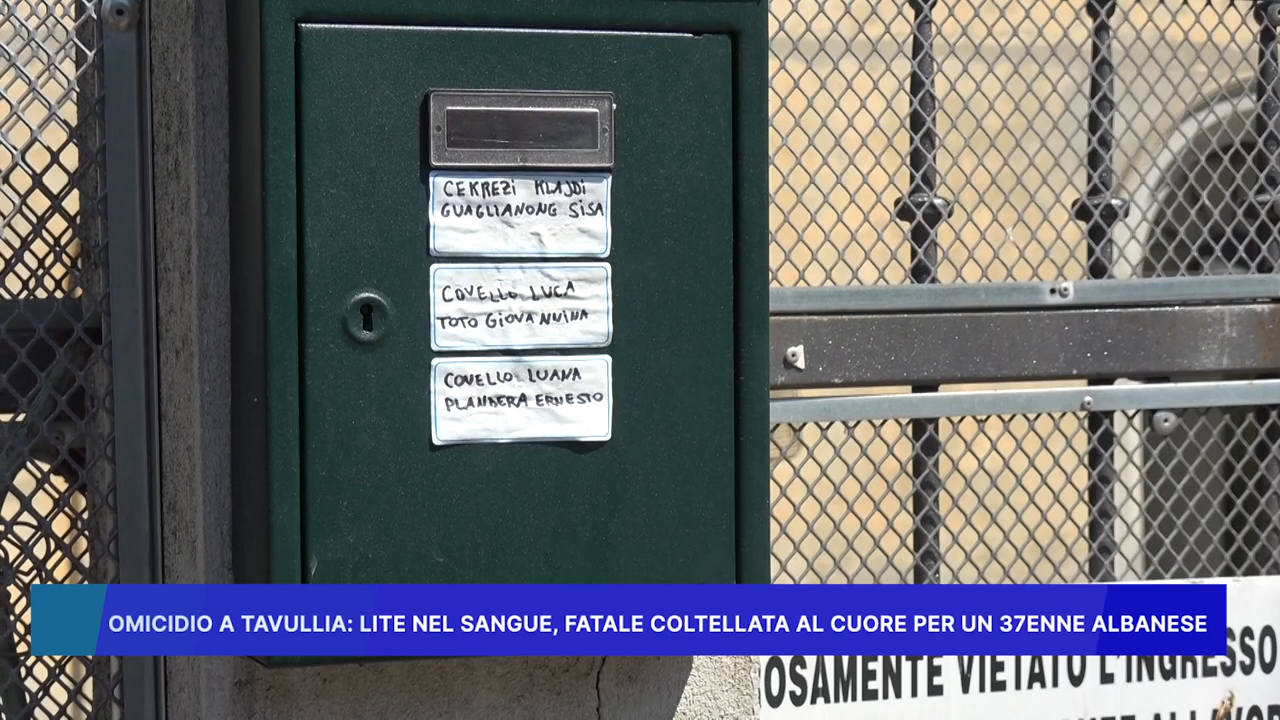 CEKREZI KLAJDI
GUAGLIANONE SISA
COVELLO LUCA
TOTO GIOVANNINA
COVELLO LUANA
PLANDERA ERNESTO
OMICIDIO A TAVULLIA: LITE NEL SANGUE, FATALE COLTELLATA AL CUORE PER UN 37ENNE ALBANESE
OSAMENTE VIETATO L'INGRESSO